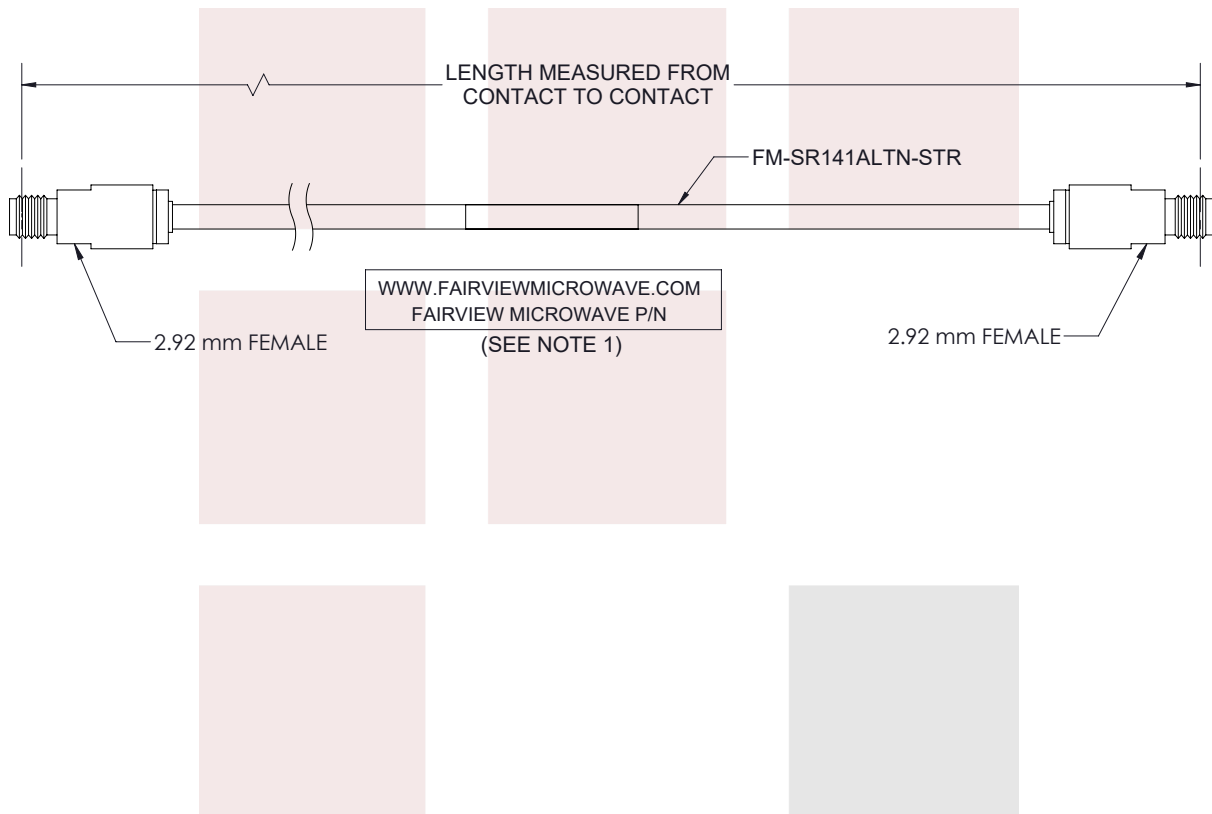 LENGTH MEASURED FROM
CONTACT TO CONTACT
FM-SR141ALTN-STR
WWW.FAIRVIEWMICROWAVE.COM
FAIRVIEW MICROWAVE P/N
(SEE NOTE 1)
2.92 mm FEMALE
2.92 mm FEMALE